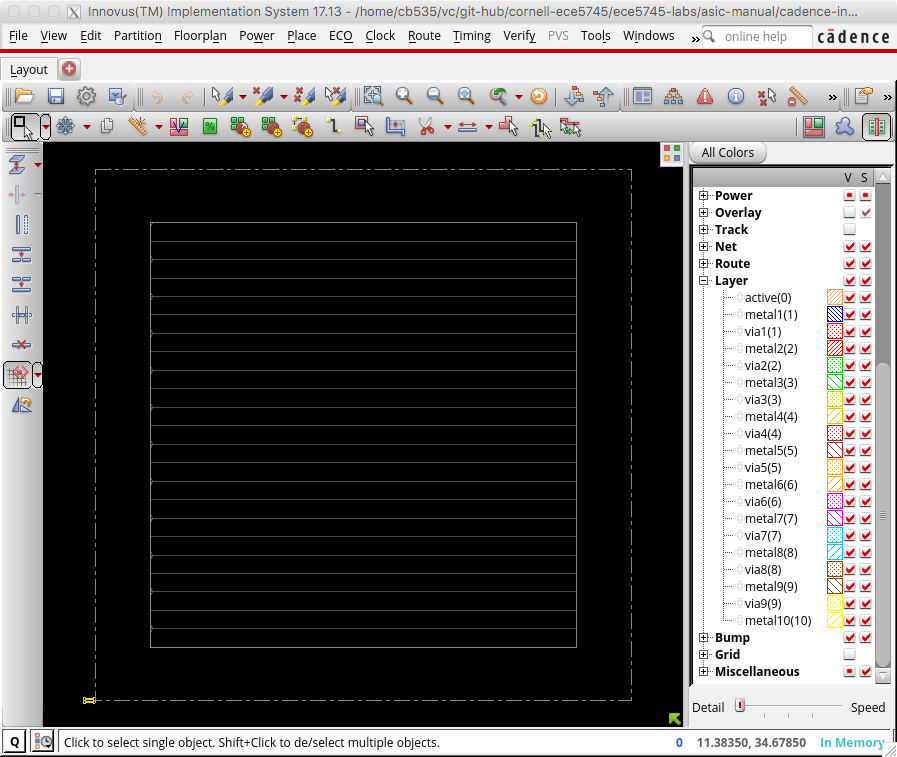 Innovus(TM) Implementation System 17.13 - /home/cb535/vc/git-hub/cornell-ece5745/ece5745-labs/asic-manual/cadence-in...
File View Edit Partition Floorplan Power Place ECO Clock Route Timing Verify PVS Tools Windows » online help cādence
Layout
»
»
All Colors
V S
Power
Overlay
Track
Net
Route
Layer
active(0)
metal1(1)
via1(1)
metal2(2)
via2(2)
metal3(3)
via3(3)
metal4(4)
via4(4)
metal5(5)
via5(5)
metal6(6)
via6(6)
metal7(7)
via7(7)
metal8(8)
via8(8)
metal9(9)
via9(9)
metal10(10)
Bump
Grid
Miscellaneous
Detail Speed
Q Click to select single object. Shift+Click to de/select multiple objects. 0 11.38350, 34.67850 In Memory